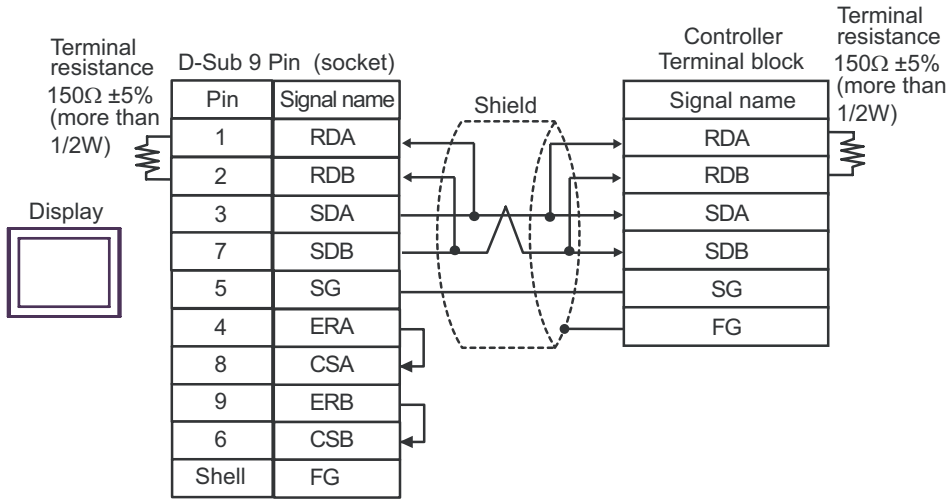 Terminal
resistance
150Ω ±5%
(more than
1/2W)
D-Sub 9 Pin (socket)
Pin Signal name
1 RDA
2 RDB
3 SDA
7 SDB
5 SG
4 ERA
8 CSA
9 ERB
6 CSB
Shell FG
Display
Shield
Controller
Terminal block
Signal name
RDA
RDB
SDA
SDB
SG
FG
Terminal
resistance
150Ω ±5%
(more than
1/2W)